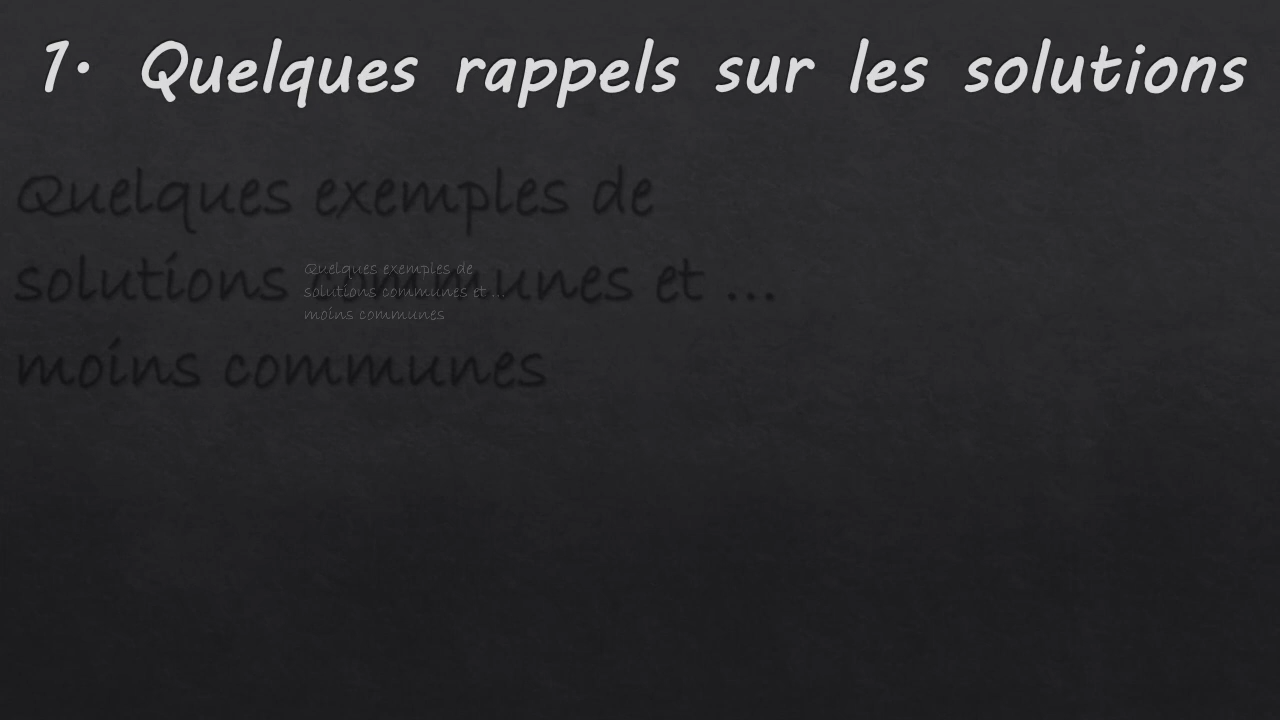 1. Quelques rappels sur les solutions
Quelques exemples de
solutions communes et ...
moins communes
Quelques exemples de
solutions communes et ...
moins communes